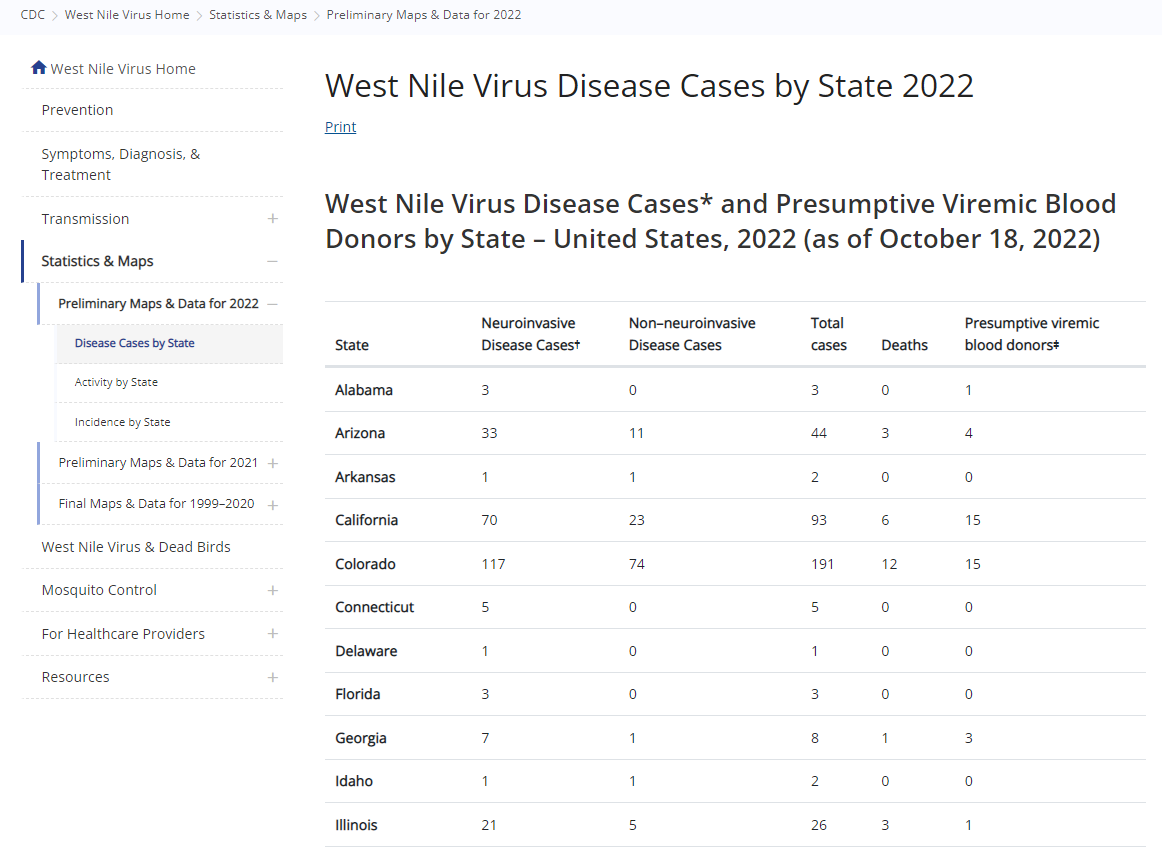 CDC > West Nile Virus Home > Statistics & Maps > Preliminary Maps & Data for 2022
West Nile Virus Home
Prevention
Symptoms, Diagnosis, &
Treatment
Transmission +
Statistics & Maps –
Preliminary Maps & Data for 2022 –
Disease Cases by State
Activity by State
Incidence by State
Preliminary Maps & Data for 2021 +
Final Maps & Data for 1999–2020 +
West Nile Virus & Dead Birds
Mosquito Control +
For Healthcare Providers +
Resources +
West Nile Virus Disease Cases by State 2022
Print
West Nile Virus Disease Cases* and Presumptive Viremic Blood
Donors by State – United States, 2022 (as of October 18, 2022)
State Neuroinvasive Disease Cases† Non–neuroinvasive Disease Cases Total cases Deaths Presumptive viremic blood donors‡
Alabama 3 0 3 0 1
Arizona 33 11 44 3 4
Arkansas 1 1 2 0 0
California 70 23 93 6 15
Colorado 117 74 191 12 15
Connecticut 5 0 5 0 0
Delaware 1 0 1 0 0
Florida 3 0 3 0 0
Georgia 7 1 8 1 3
Idaho 1 1 2 0 0
Illinois 21 5 26 3 1